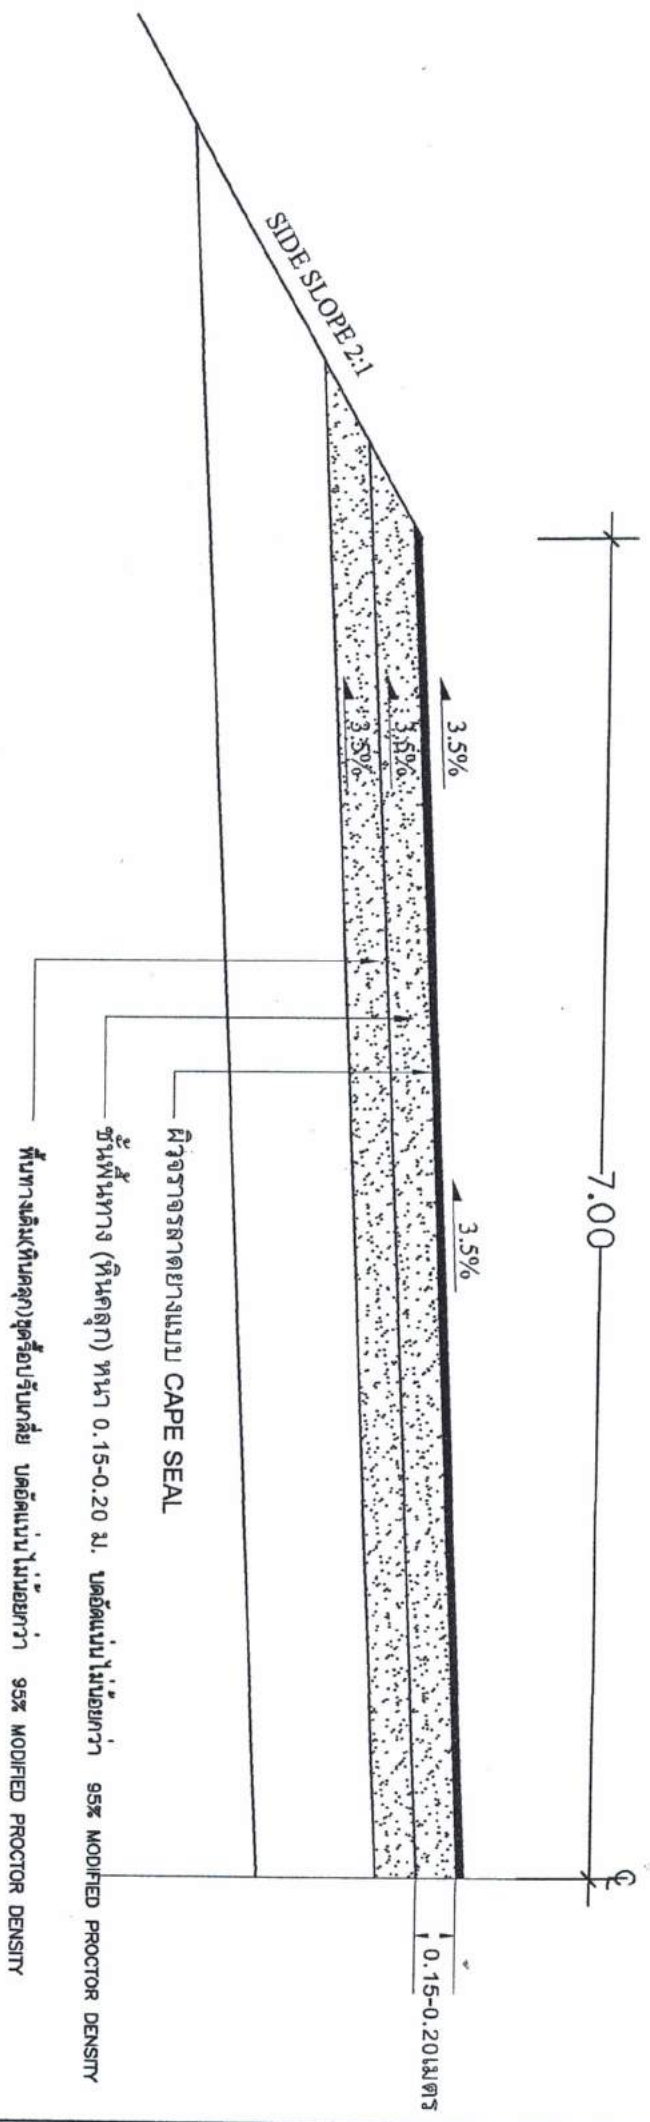 7.00
℄
SIDE SLOPE 2:1
3.5%
3.5%
3.5%
3.5%
0.15-0.20เมตร
ผิวจราจรลาดยางแบบ CAPE SEAL
ชั้นพื้นทาง (หินคลุก) หนา 0.15-0.20 ม. บดอัดแน่นไม่น้อยกว่า 95% MODIFIED PROCTOR DENSITY
พื้นทางเดิม(หินคลุก)ขุดรื้อปรับเกลี่ย บดอัดแน่นไม่น้อยกว่า 95% MODIFIED PROCTOR DENSITY